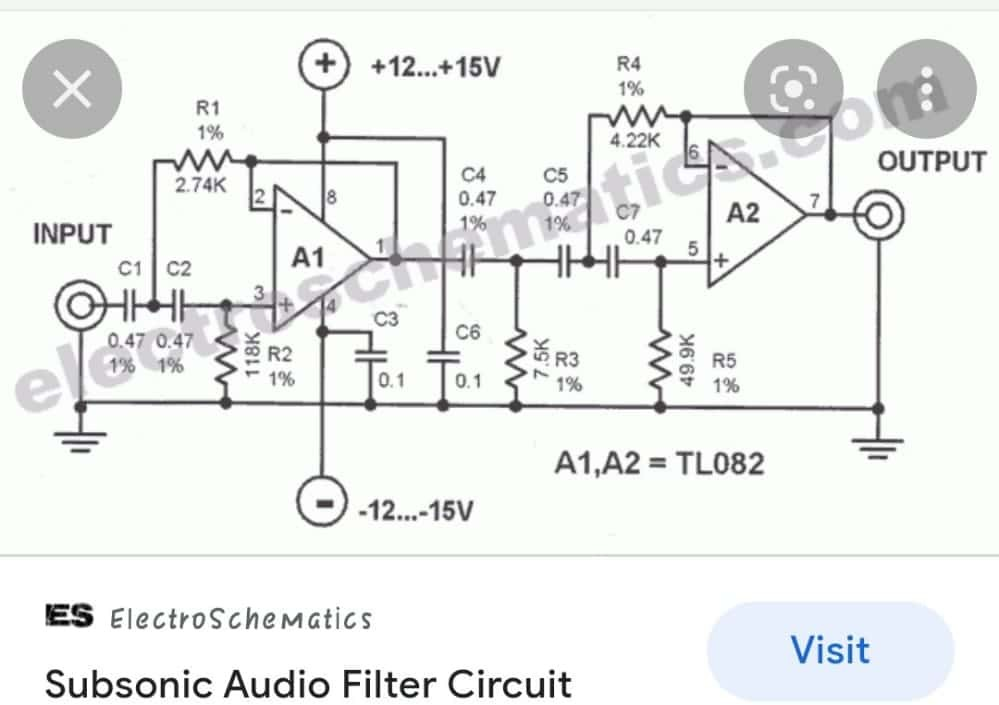 +12...+15V
R4
1%
4.22K
R1
1%
2.74K
OUTPUT
INPUT
C4
0.47
1%
C5
0.47
1%
C7
0.47
2
8
6
A1
1
A2
7
5
+
-
C1 C2
3
+
4
-
0.47 0.47
1% 1%
118K
R2
1%
C3
0.1
C6
0.1
7.5K
R3
1%
49.9K
R5
1%
electroschematics.com
A1,A2 = TL082
+
-
-12...-15V
ES ElectroSchematics
Visit
Subsonic Audio Filter Circuit